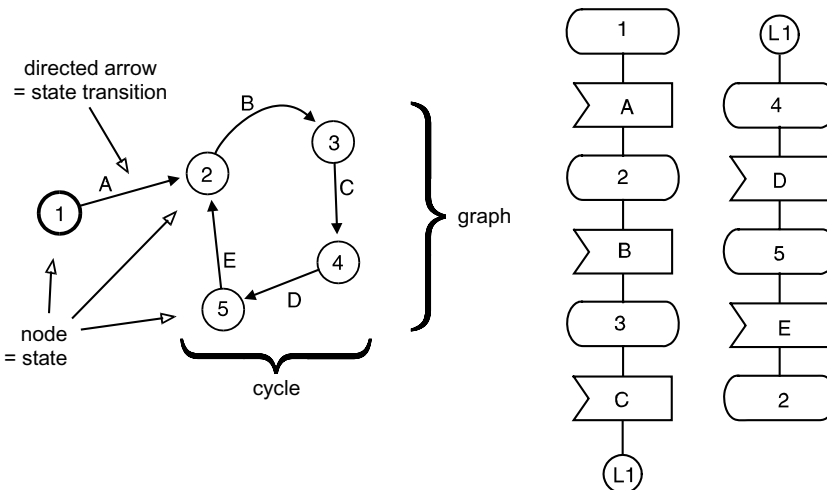 directed arrow
= state transition
A
B
C
D
E
1
2
3
4
5
node
= state
cycle
graph
1
A
2
B
3
C
L1
L1
4
D
5
E
2